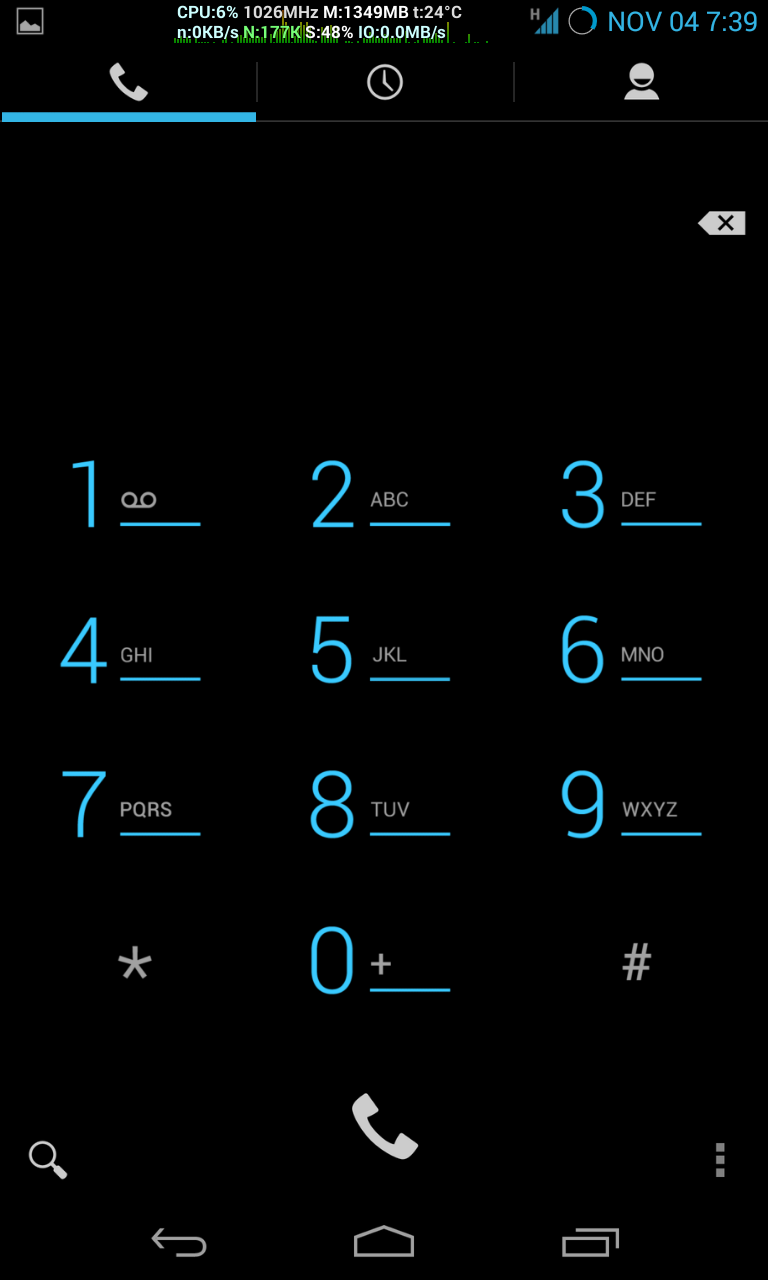 CPU:6% 1026MHz M:1349MB t:24°C
n:0KB/s N:177K S:48% IO:0.0MB/s
H NOV 04 7:39
1
2 ABC
3 DEF
4 GHI
5 JKL
6 MNO
7 PQRS
8 TUV
9 WXYZ
*
0 +
#